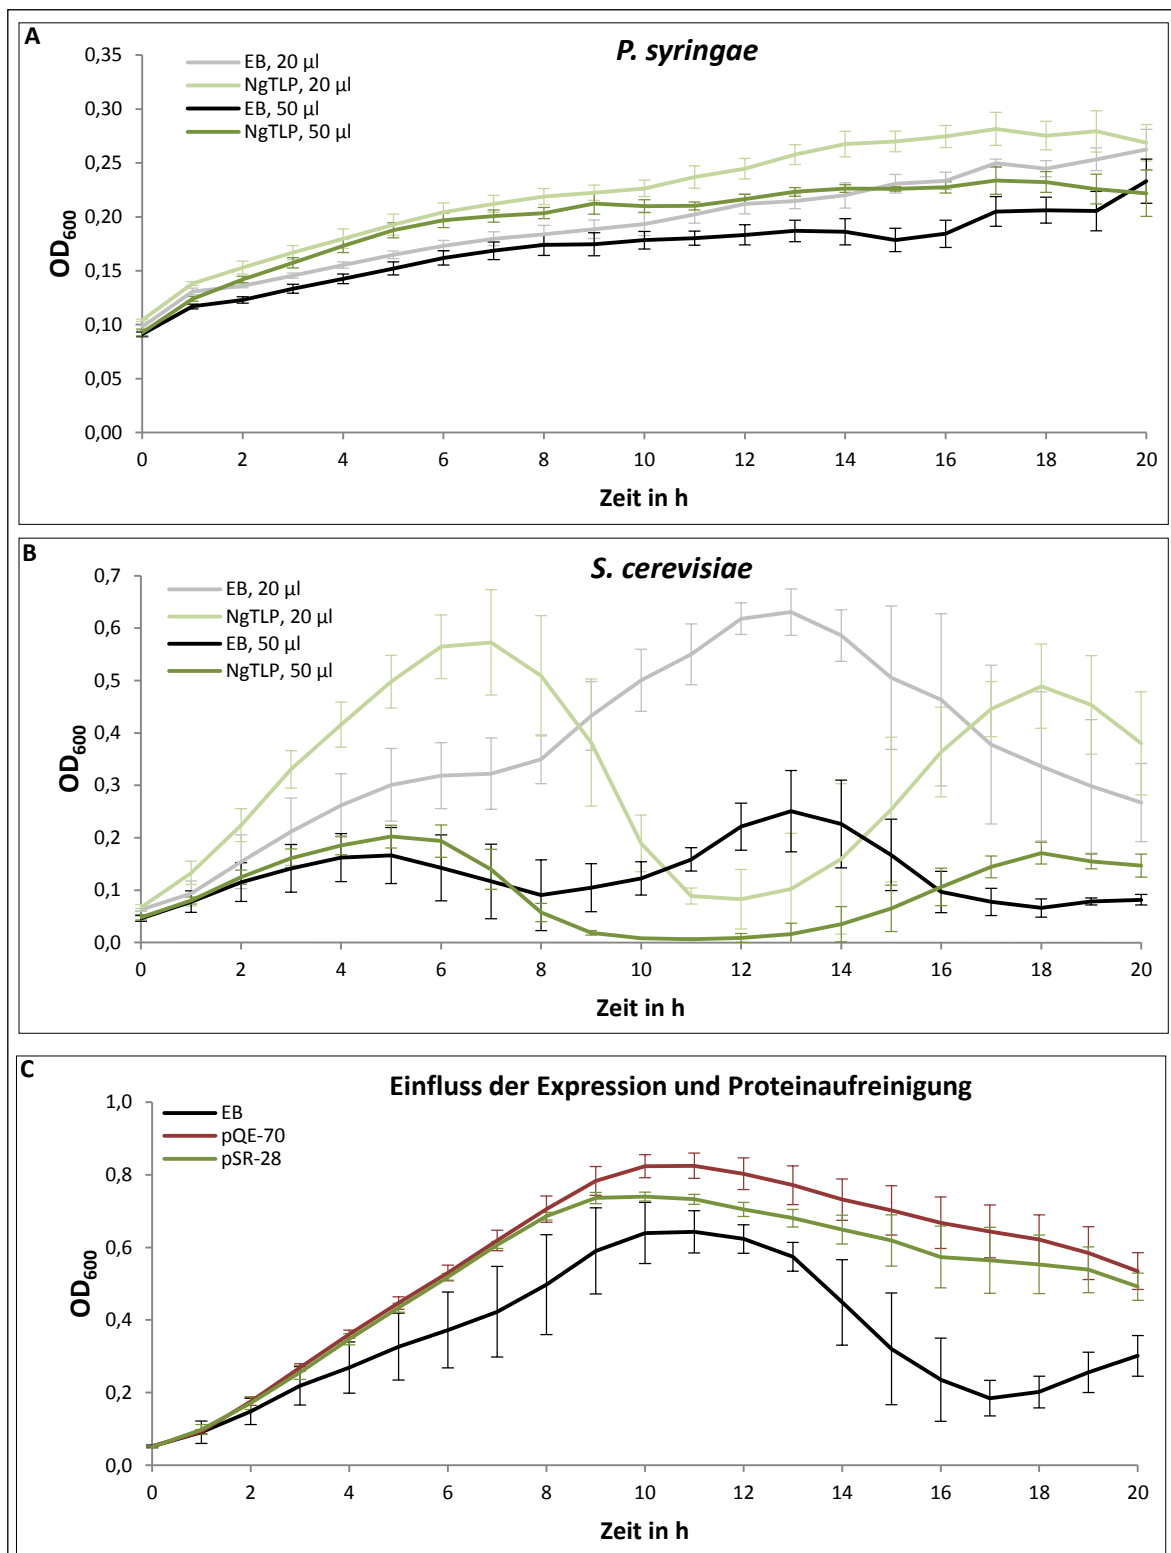 A
P. syringae
EB, 20 µl
NgTLP, 20 µl
EB, 50 µl
NgTLP, 50 µl
OD600
0,35
0,30
0,25
0,20
0,15
0,10
0,05
0,00
0 2 4 6 8 10 12 14 16 18 20
Zeit in h
B
S. cerevisiae
EB, 20 µl
NgTLP, 20 µl
EB, 50 µl
NgTLP, 50 µl
OD600
0,7
0,6
0,5
0,4
0,3
0,2
0,1
0,0
0 2 4 6 8 10 12 14 16 18 20
Zeit in h
C
Einfluss der Expression und Proteinaufreinigung
EB
pQE-70
pSR-28
OD600
1,0
0,8
0,6
0,4
0,2
0,0
0 2 4 6 8 10 12 14 16 18 20
Zeit in h